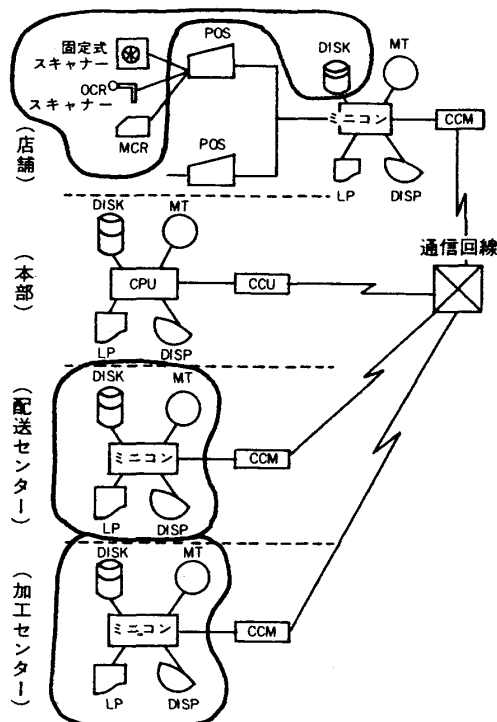 POS
固定式
スキャナー
OCR
スキャナー
MCR
POS
DISK
MT
ミニコン
CCM
LP
DISP
(店舗)
通信回線
DISK
MT
CPU
CCU
LP
DISP
(本部)
DISK
MT
ミニコン
CCM
LP
DISP
(配送センター)
DISK
MT
ミニコン
CCM
LP
DISP
(加工センター)